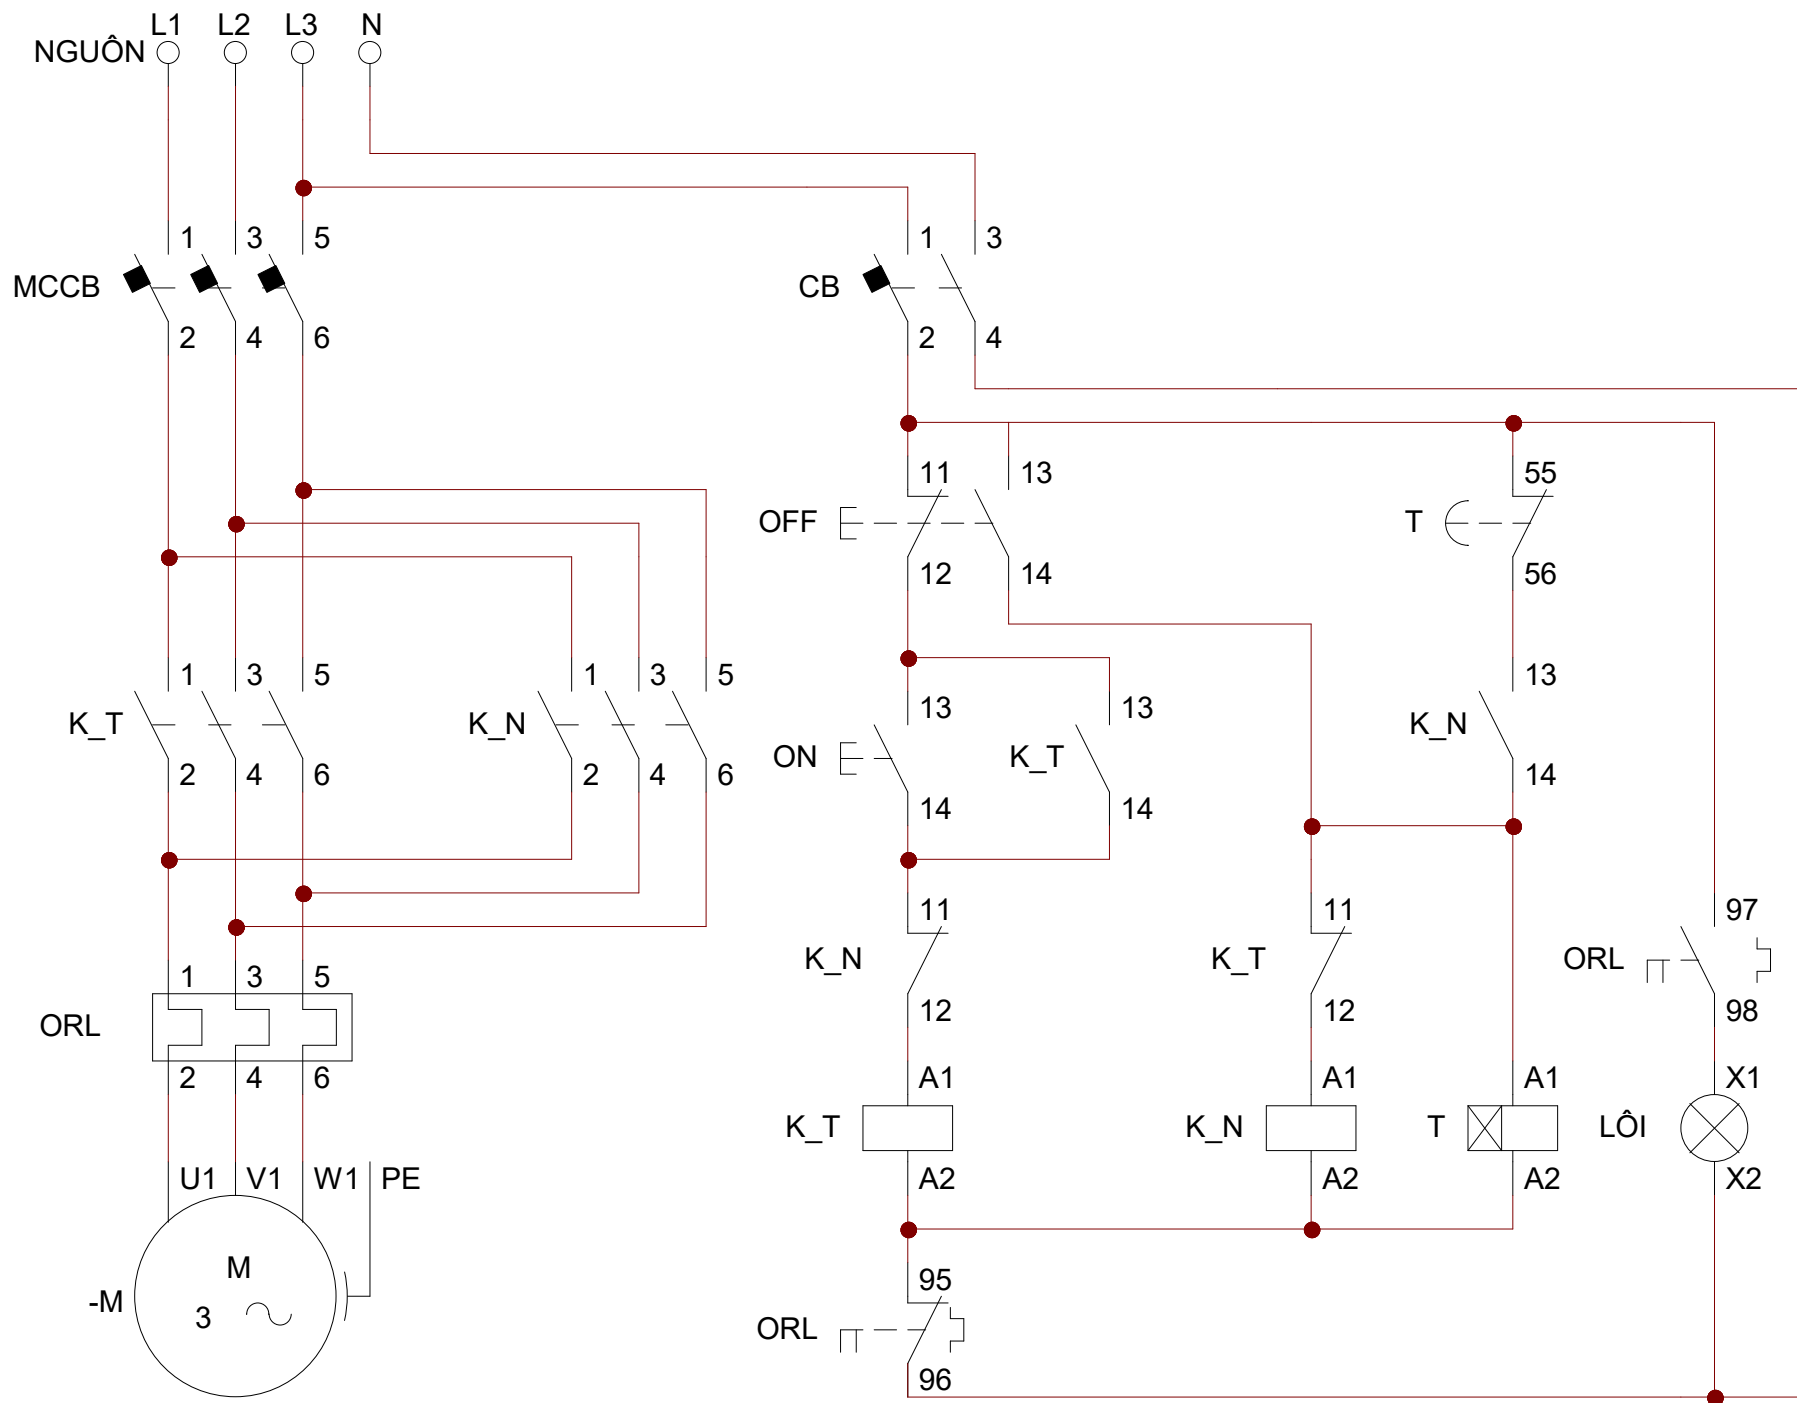 L1 L2 L3 N
NGUÔN
1 3 5 1 3
MCCB CB
2 4 6 2 4
11 13 55
OFF T
12 14 56
1 3 5 1 3 5 13
13 13
K_T K_N K_N
ON K_T
2 4 6 2 4 6 14
14 14
11 11 97
K_N K_T ORL
1 3 5
12 12 98
ORL
2 4 6 A1 A1 A1 X1
K_T K_N T LÔI
U1 V1 W1 PE A2 A2 A2 X2
M
95
-M
3
ORL
96